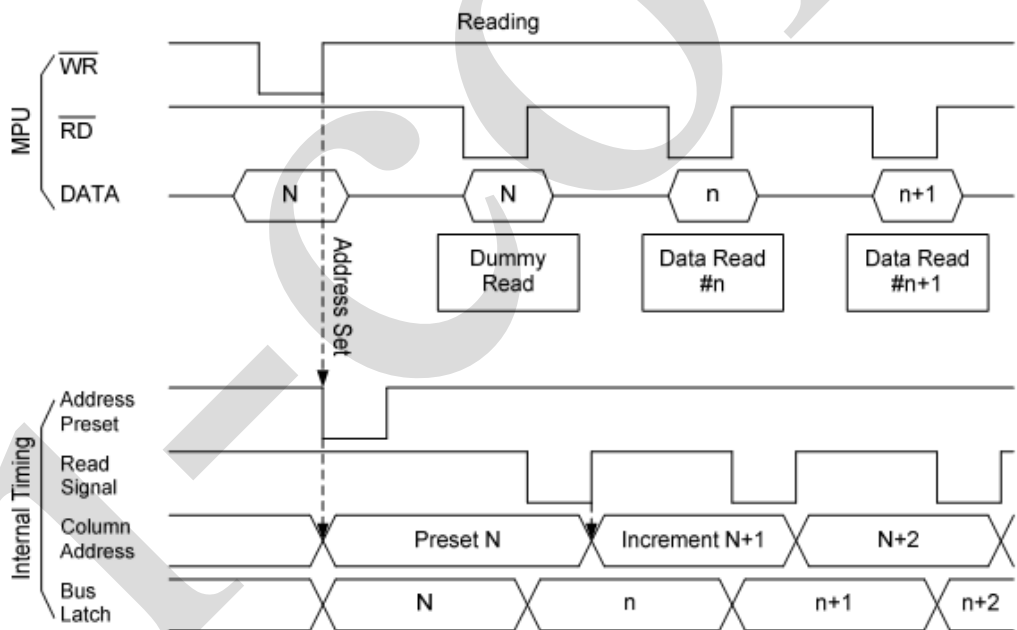 Reading
MPU
WR
RD
DATA
N
N
n
n+1
Dummy
Read
Data Read
#n
Data Read
#n+1
Address Set
Internal Timing
Address
Preset
Read
Signal
Column
Address
Preset N
Increment N+1
N+2
Bus
Latch
N
n
n+1
n+2